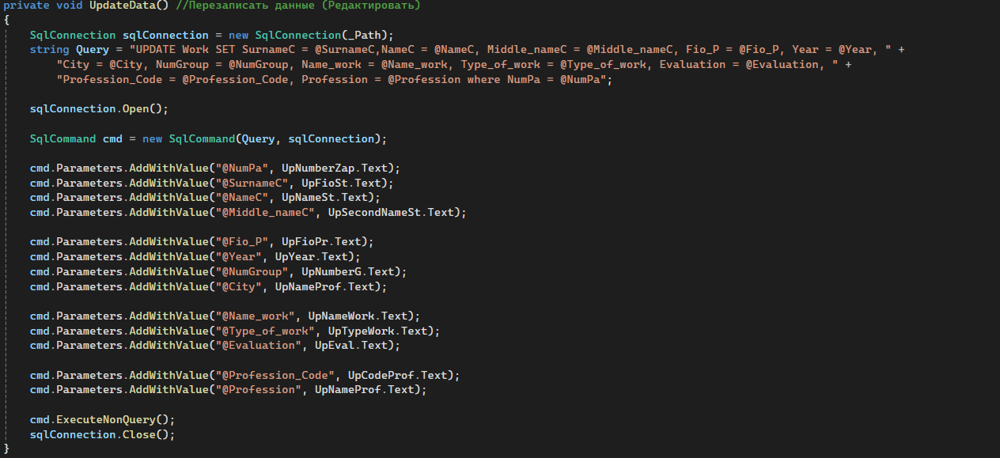 private void UpdateData() //Перезаписать данные (Редактировать)
{
SqlConnection sqlConnection = new SqlConnection(_Path);
string Query = "UPDATE Work SET SurnameC = @SurnameC,NameC = @NameC, Middle_nameC = @Middle_nameC, Fio_P = @Fio_P, Year = @Year, " +
"City = @City, NumGroup = @NumGroup, Name_work = @Name_work, Type_of_work = @Type_of_work, Evaluation = @Evaluation, " +
"Profession_Code = @Profession_Code, Profession = @Profession where NumPa = @NumPa";
sqlConnection.Open();
SqlCommand cmd = new SqlCommand(Query, sqlConnection);
cmd.Parameters.AddWithValue("@NumPa", UpNumberZap.Text);
cmd.Parameters.AddWithValue("@SurnameC", UpFioSt.Text);
cmd.Parameters.AddWithValue("@NameC", UpNameSt.Text);
cmd.Parameters.AddWithValue("@Middle_nameC", UpSecondNameSt.Text);
cmd.Parameters.AddWithValue("@Fio_P", UpFioPr.Text);
cmd.Parameters.AddWithValue("@Year", UpYear.Text);
cmd.Parameters.AddWithValue("@NumGroup", UpNumberG.Text);
cmd.Parameters.AddWithValue("@City", UpNameProf.Text);
cmd.Parameters.AddWithValue("@Name_work", UpNameWork.Text);
cmd.Parameters.AddWithValue("@Type_of_work", UpTypeWork.Text);
cmd.Parameters.AddWithValue("@Evaluation", UpEval.Text);
cmd.Parameters.AddWithValue("@Profession_Code", UpCodeProf.Text);
cmd.Parameters.AddWithValue("@Profession", UpNameProf.Text);
cmd.ExecuteNonQuery();
sqlConnection.Close();
}